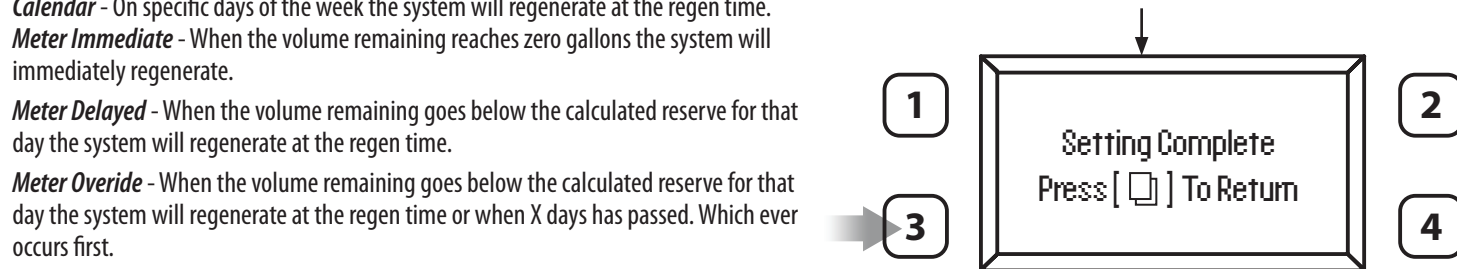 Calendar - On specific days of the week the system will regenerate at the regen time.
Meter Immediate - When the volume remaining reaches zero gallons the system will
immediately regenerate.
Meter Delayed - When the volume remaining goes below the calculated reserve for that
day the system will regenerate at the regen time.
Meter Overide - When the volume remaining goes below the calculated reserve for that
day the system will regenerate at the regen time or when X days has passed. Which ever
occurs first.
1
2
Setting Complete
Press [ ] To Return
3
4